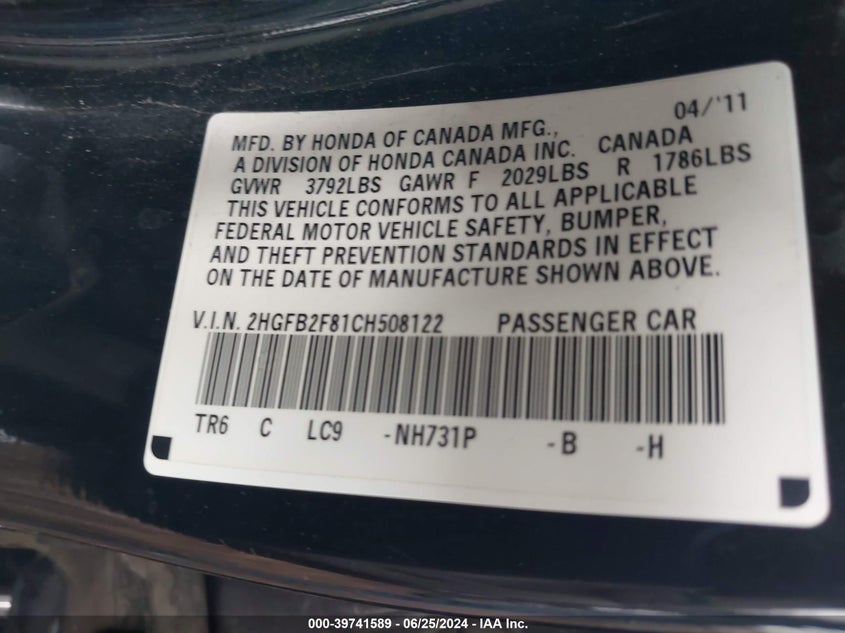 04/'11
MFD. BY HONDA OF CANADA MFG.,
A DIVISION OF HONDA CANADA INC. CANADA
GVWR 3792LBS GAWR F 2029LBS R 1786LBS
THIS VEHICLE CONFORMS TO ALL APPLICABLE
FEDERAL MOTOR VEHICLE SAFETY, BUMPER,
AND THEFT PREVENTION STANDARDS IN EFFECT
ON THE DATE OF MANUFACTURE SHOWN ABOVE.
V.I.N. 2HGFB2F81CH508122 PASSENGER CAR
TR6 C LC9 -NH731P -B -H
000-39741589 - 06/25/2024 - IAA Inc.